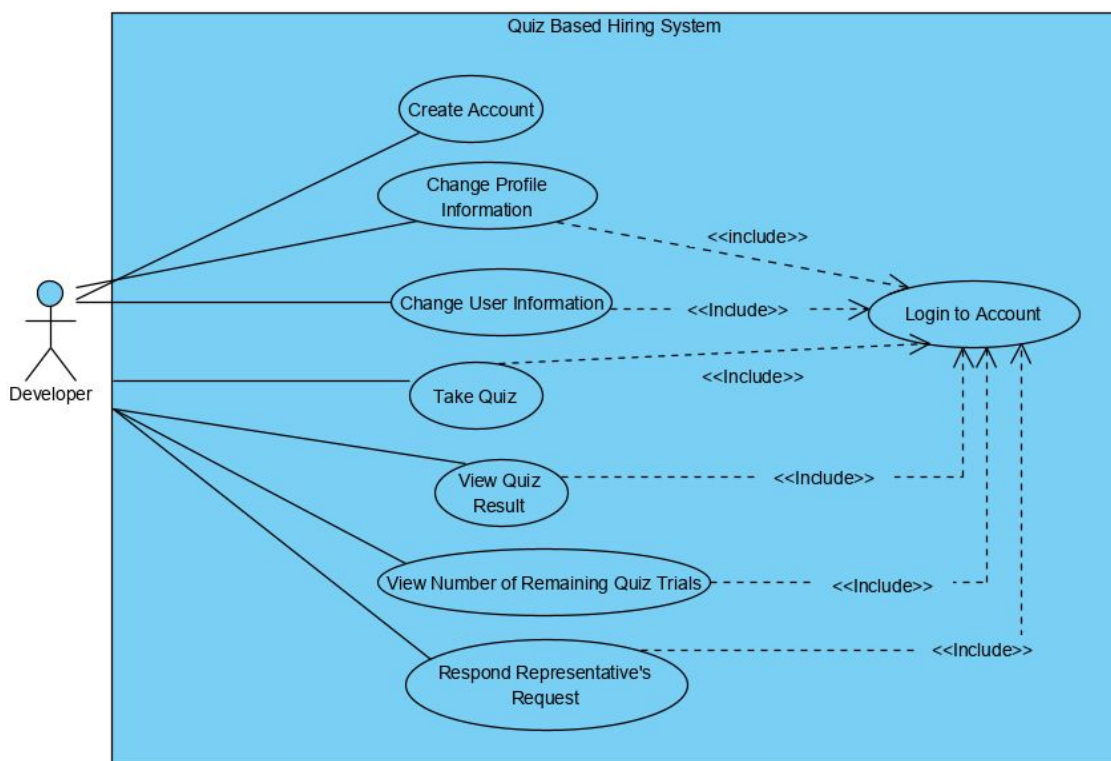 Quiz Based Hiring System
Create Account
Change Profile
Information
<<include>>
Change User Information
<<Include>>
Login to Account
Developer
Take Quiz
<<Include>>
View Quiz
Result
<<Include>>
View Number of Remaining Quiz Trials
<<Include>>
Respond Representative's
Request
<<Include>>